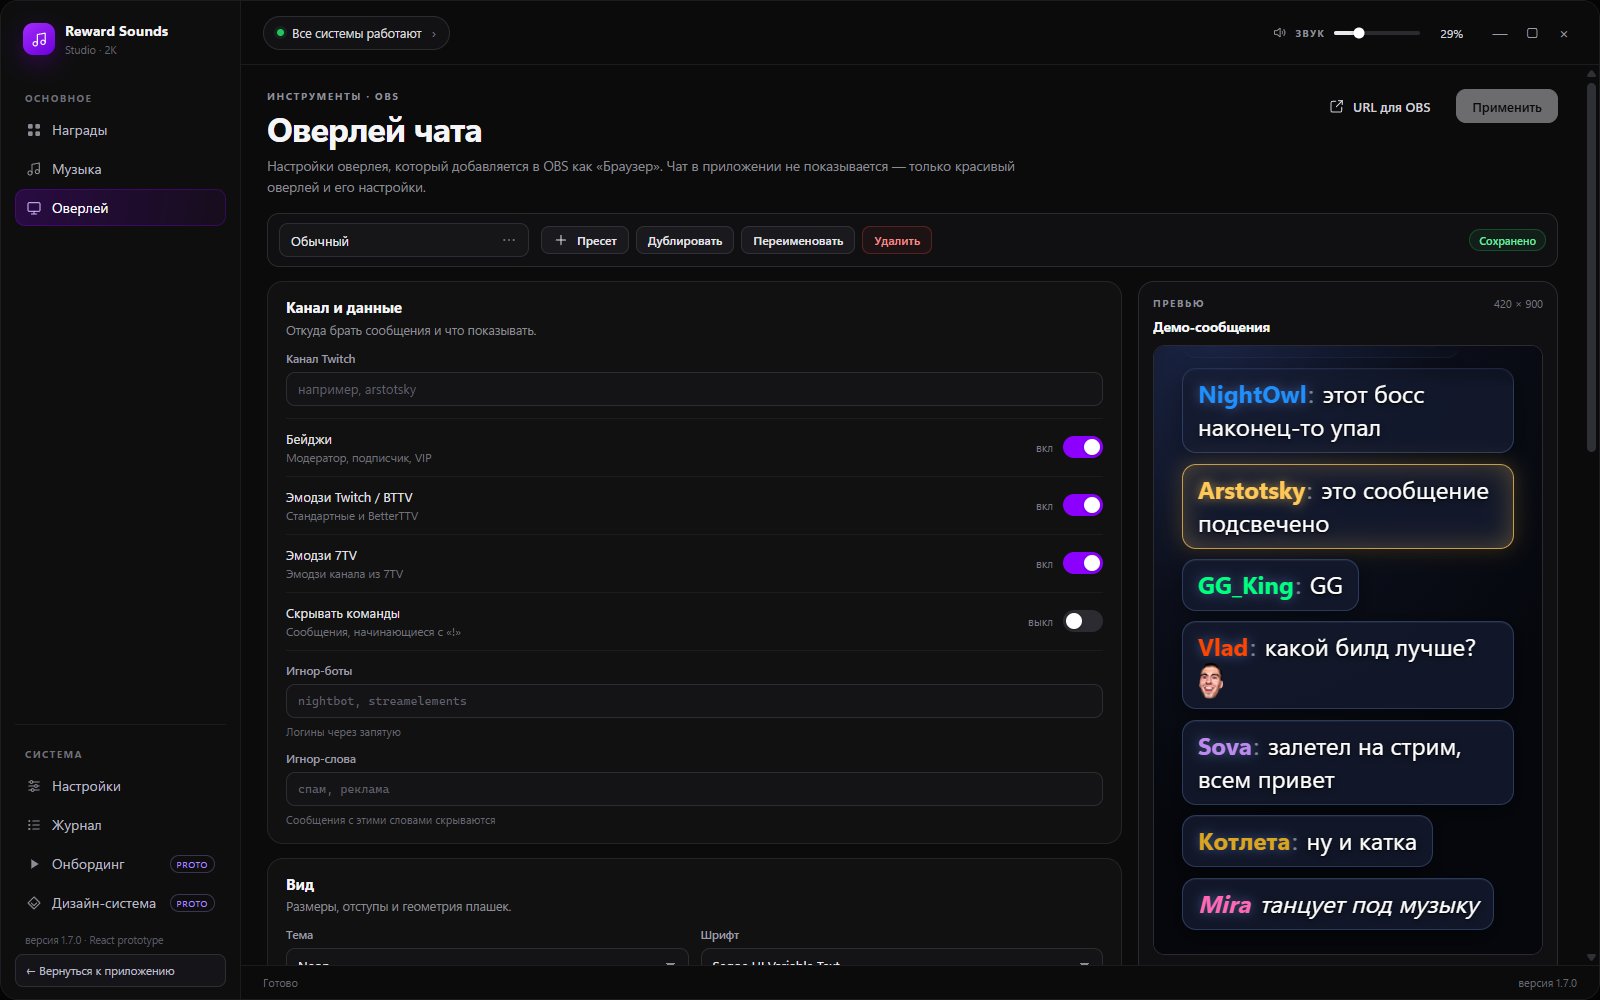 Reward Sounds
Studio · 2K
ОСНОВНОЕ
Награды
Музыка
Оверлей
СИСТЕМА
Настройки
Журнал
Онбординг PROTO
Дизайн-система PROTO
версия 1.7.0 · React prototype
← Вернуться к приложению
Все системы работают ›
ЗВУК 29%
ИНСТРУМЕНТЫ · OBS
Оверлей чата
Настройки оверлея, который добавляется в OBS как «Браузер». Чат в приложении не показывается — только красивый
оверлей и его настройки.
URL для OBS
Применить
Обычный ···
+ Пресет
Дублировать
Переименовать
Удалить
Сохранено
Канал и данные
Откуда брать сообщения и что показывать.
Канал Twitch
например, arstotsky
Бейджи
Модератор, подписчик, VIP
вкл
Эмодзи Twitch / BTTV
Стандартные и BetterTTV
вкл
Эмодзи 7TV
Эмодзи канала из 7TV
вкл
Скрывать команды
Сообщения, начинающиеся с «!»
выкл
Игнор-боты
nightbot, streamelements
Логины через запятую
Игнор-слова
спам, реклама
Сообщения с этими словами скрываются
Вид
Размеры, отступы и геометрия плашек.
Тема
Шрифт
ПРЕВЬЮ
420 × 900
Демо-сообщения
NightOwl: этот босс
наконец-то упал
Arstotsky: это сообщение
подсвечено
GG_King: GG
Vlad: какой билд лучше?
Sova: залетел на стрим,
всем привет
Котлета: ну и катка
Mira танцует под музыку
Готово
версия 1.7.0